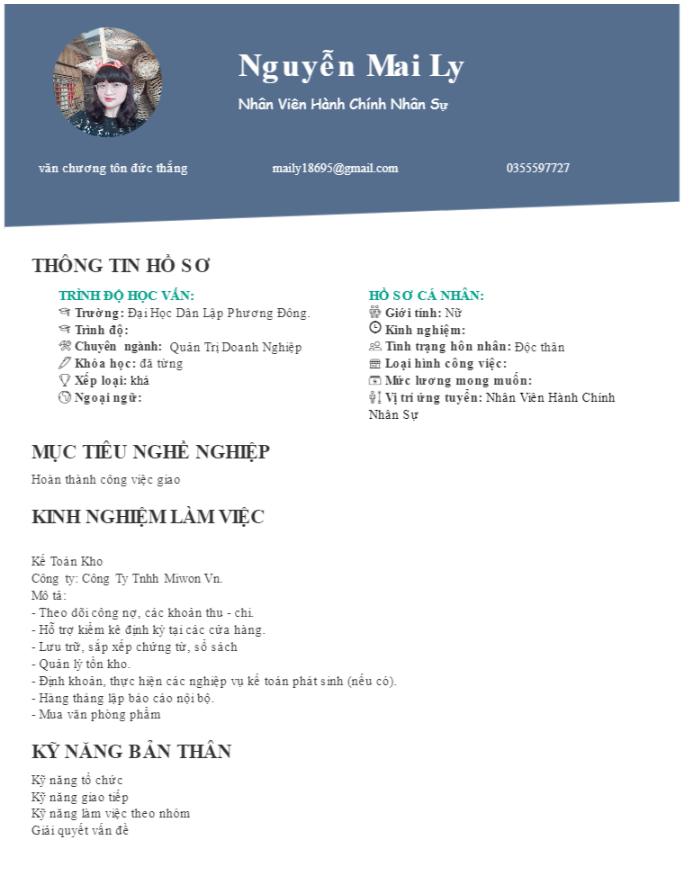 Nguyễn Mai Ly
Nhân Viên Hành Chính Nhân Sự
văn chương tôn đức thắng maily18695@gmail.com 0355597727
THÔNG TIN HỒ SƠ
TRÌNH ĐỘ HỌC VẤN:
Trường: Đại Học Dân Lập Phương Đông.
Trình độ:
Chuyên ngành: Quản Trị Doanh Nghiệp
Khóa học: đã từng
Xếp loại: khá
Ngoại ngữ:
HỒ SƠ CÁ NHÂN:
Giới tính: Nữ
Kinh nghiệm:
Tình trạng hôn nhân: Độc thân
Loại hình công việc:
Mức lương mong muốn:
Vị trí ứng tuyển: Nhân Viên Hành Chính
Nhân Sự
MỤC TIÊU NGHỀ NGHIỆP
Hoàn thành công việc giao
KINH NGHIỆM LÀM VIỆC
Kế Toán Kho
Công ty: Công Ty Tnhh Miwon Vn.
Mô tả:
- Theo dõi công nợ, các khoản thu - chi.
- Hỗ trợ kiểm kê định kỳ tại các cửa hàng.
- Lưu trữ, sắp xếp chứng từ, sổ sách
- Quản lý tồn kho.
- Định khoản, thực hiện các nghiệp vụ kế toán phát sinh (nếu có).
- Hàng tháng lập báo cáo nội bộ.
- Mua văn phòng phẩm
KỸ NĂNG BẢN THÂN
Kỹ năng tổ chức
Kỹ năng giao tiếp
Kỹ năng làm việc theo nhóm
Giải quyết vấn đề